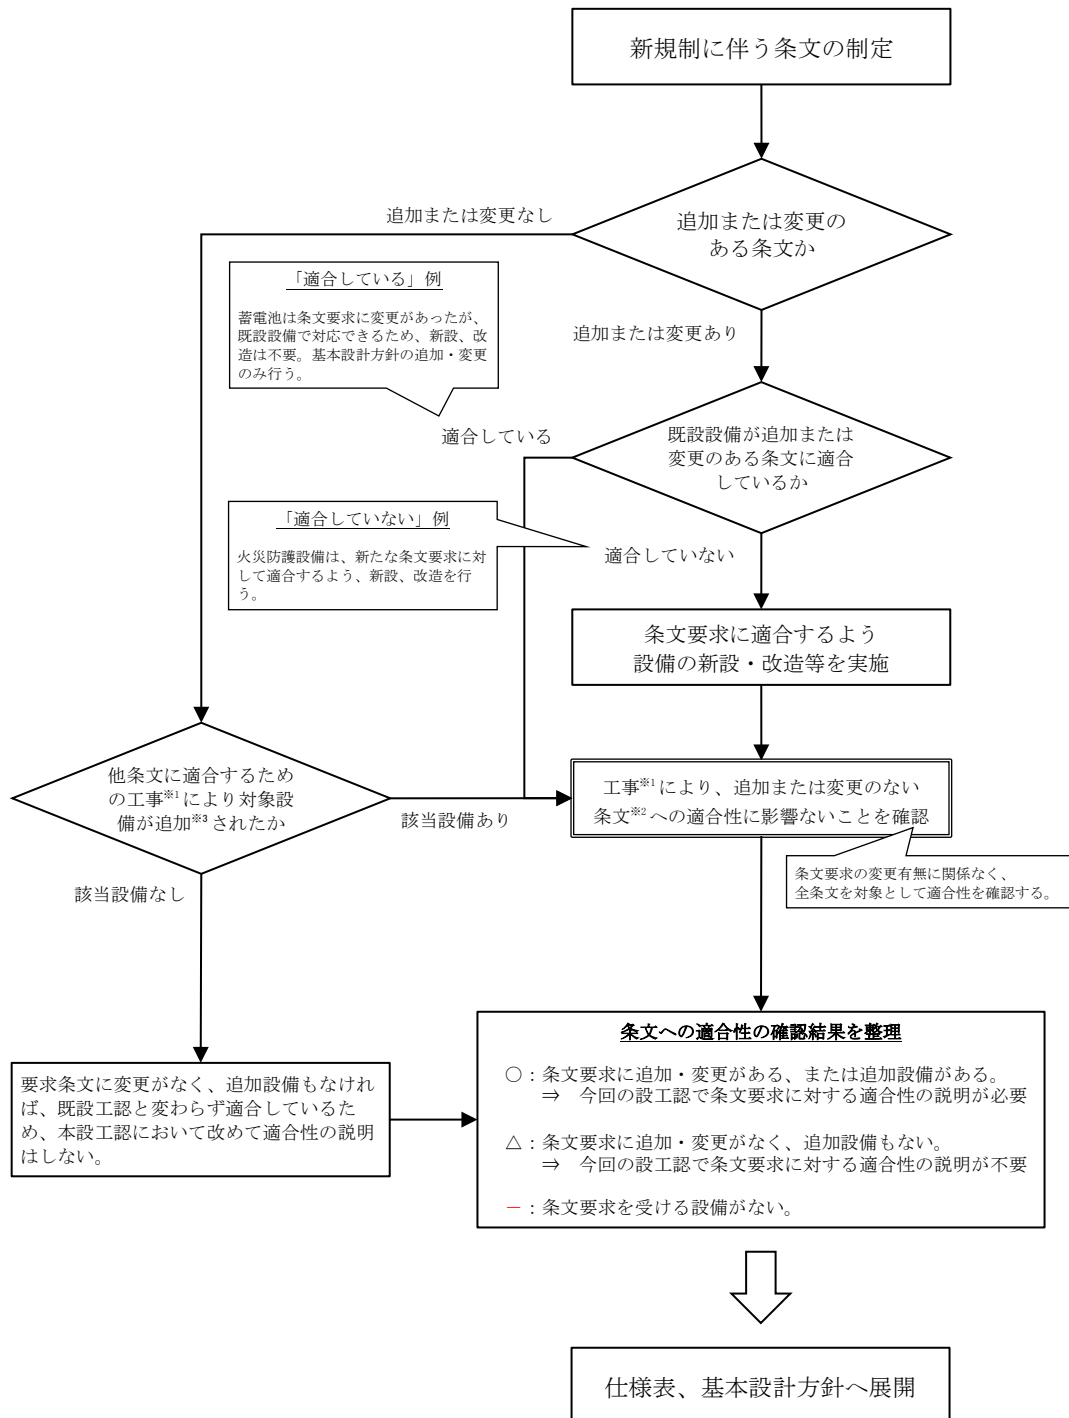 新規制に伴う条文の制定
追加または変更のある条文か
追加または変更なし
「適合している」例
蓄電池は条文要求に変更があったが、
既設設備で対応できるため、新設、改
造は不要。基本設計方針の追加・変更
のみ行う。
追加または変更あり
適合している
既設設備が追加または
変更のある条文に適合
しているか
「適合していない」例
火災防護設備は、新たな条文要求に対
して適合するよう、新設、改造を行
う。
適合していない
条文要求に適合するよう
設備の新設・改造等を実施
他条文に適合するため
の工事※1により対象設
備が追加※3されたか
該当設備あり
工事※1により、追加または変更のない
条文※2への適合性に影響ないことを確認
条文要求の変更有無に関係なく、
全条文を対象として適合性を確認する。
該当設備なし
要求条文に変更がなく、追加設備もなけれ
ば、既設工認と変わらず適合しているた
め、本設工認において改めて適合性の説明
はしない。
条文への適合性の確認結果を整理
○：条文要求に追加・変更がある、または追加設備がある。
⇒　今回の設工認で条文要求に対する適合性の説明が必要
△：条文要求に追加・変更がなく、追加設備もない。
⇒　今回の設工認で条文要求に対する適合性の説明が不要
－：条文要求を受ける設備がない。
仕様表、基本設計方針へ展開